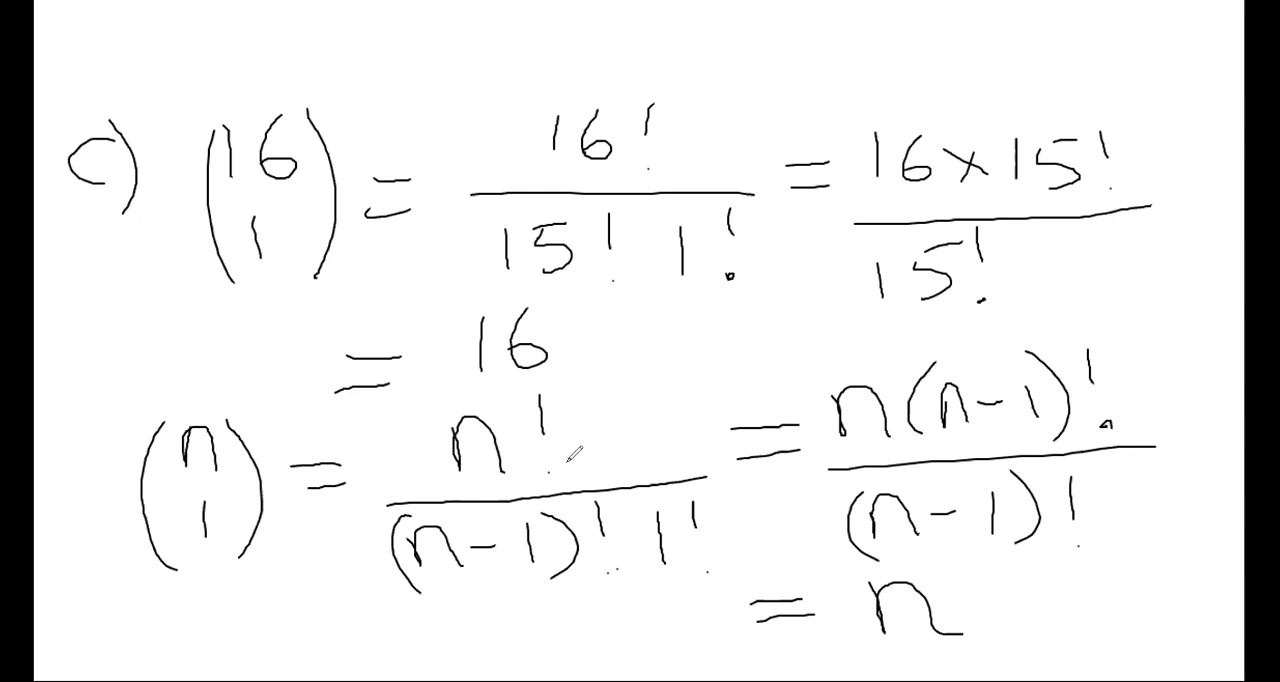 c) (16 1) = 16! / 15! 1! = 16 × 15! / 15!
= 16
(n 1) = n! / (n-1)! 1! = n(n-1)! / (n-1)!
= n